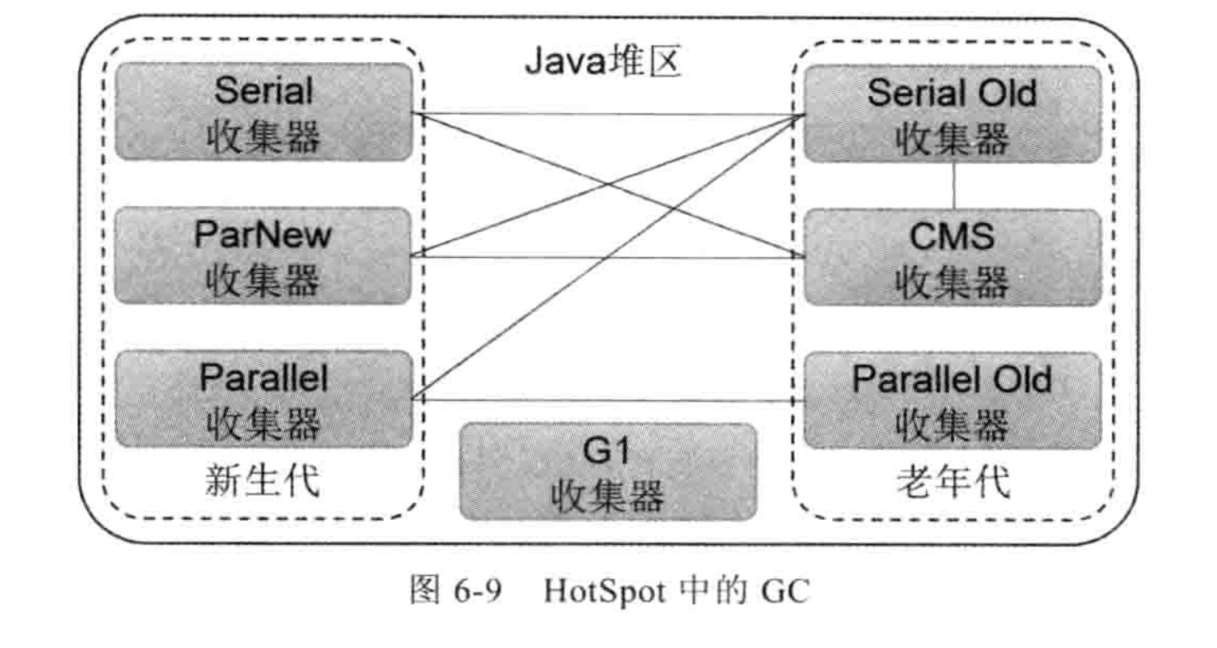 Java堆区
Serial
收集器
ParNew
收集器
Parallel
收集器
新生代
G1
收集器
Serial Old
收集器
CMS
收集器
Parallel Old
收集器
老年代
图 6-9 HotSpot 中的 GC